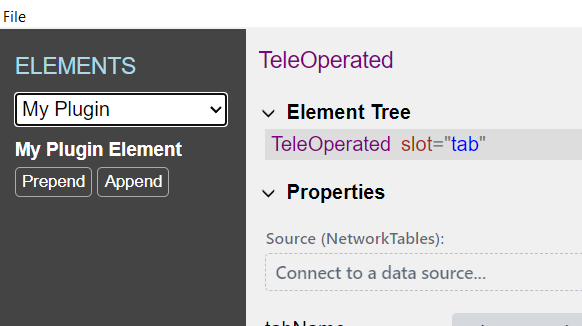 File
ELEMENTS
My Plugin
My Plugin Element
Prepend Append
TeleOperated
Element Tree
TeleOperated slot="tab"
Properties
Source (NetworkTables):
Connect to a data source...